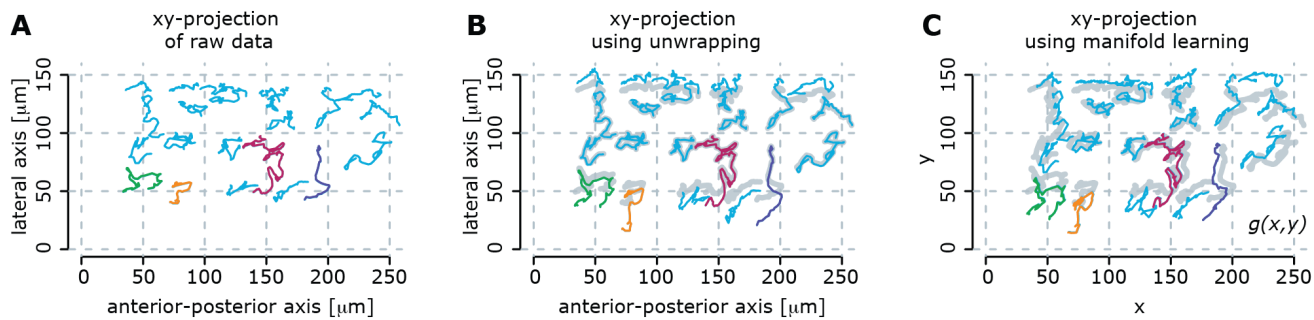 A
xy-projection
of raw data
lateral axis [μm]
150
100
50
0
0 50 100 150 200 250
anterior-posterior axis [μm]
B
xy-projection
using unwrapping
lateral axis [μm]
150
100
50
0
0 50 100 150 200 250
anterior-posterior axis [μm]
C
xy-projection
using manifold learning
y
150
100
50
0
g(x,y)
0 50 100 150 200 250
x